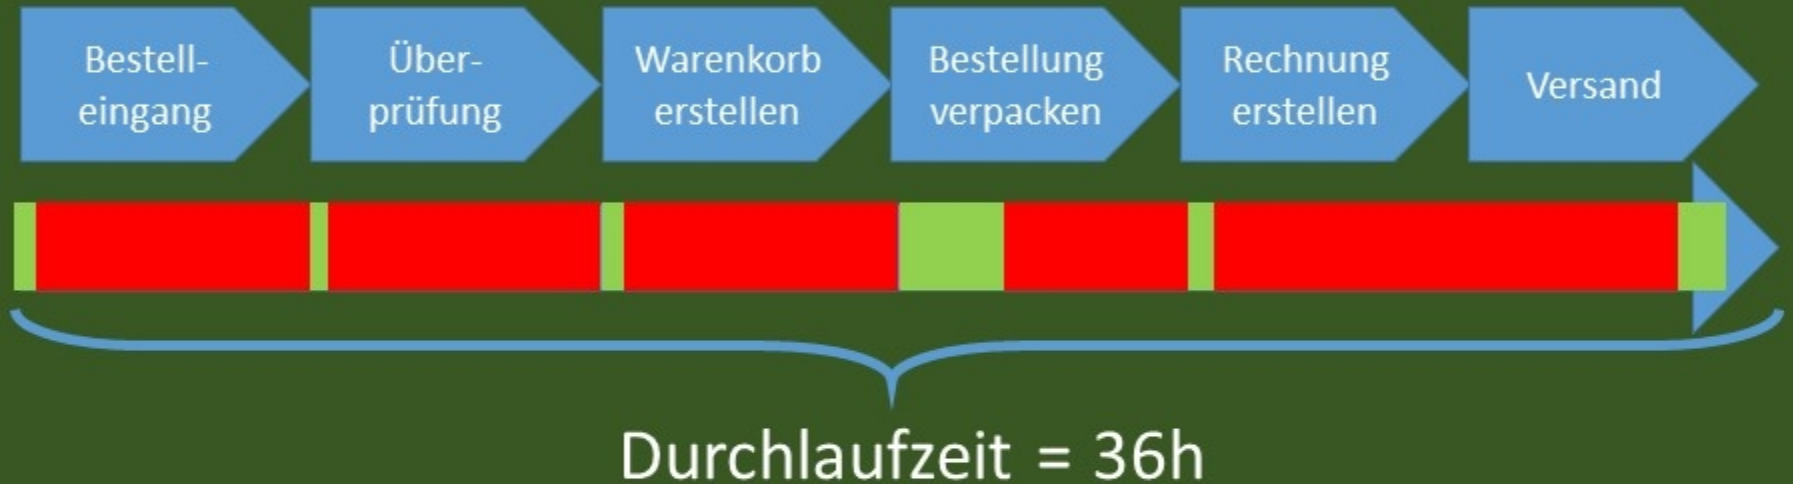 Bestell-
eingang
Über-
prüfung
Warenkorb
erstellen
Bestellung
verpacken
Rechnung
erstellen
Versand
Durchlaufzeit = 36h